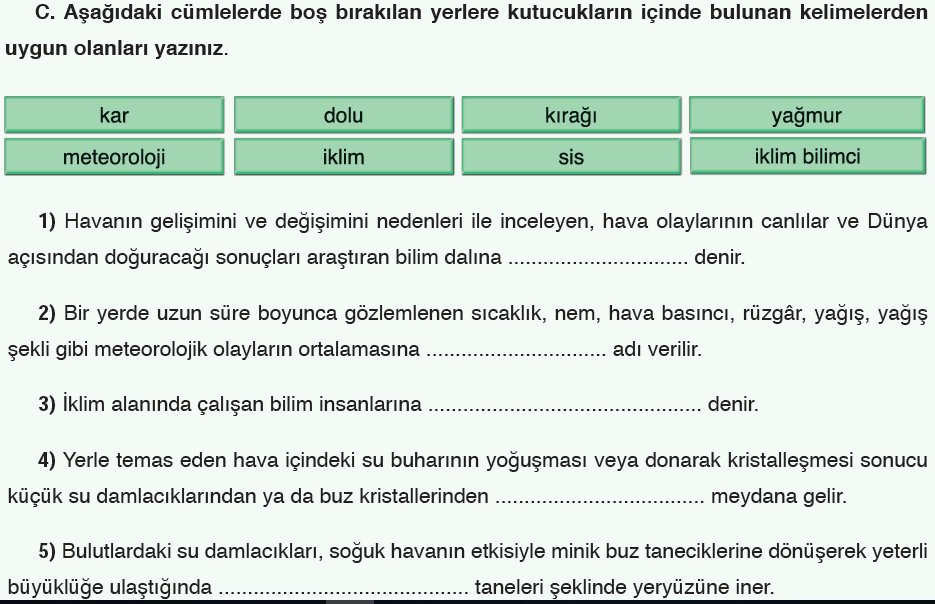 C. Aşağıdaki cümlelerde boş bırakılan yerlere kutucukların içinde bulunan kelimelerden
uygun olanları yazınız.
kar dolu kırağı yağmur
meteoroloji iklim sis iklim bilimci
1) Havanın gelişimini ve değişimini nedenleri ile inceleyen, hava olaylarının canlılar ve Dünya
açısından doğuracağı sonuçları araştıran bilim dalına ............................... denir.
2) Bir yerde uzun süre boyunca gözlemlenen sıcaklık, nem, hava basıncı, rüzgâr, yağış, yağış
şekli gibi meteorolojik olayların ortalamasına ............................... adı verilir.
3) İklim alanında çalışan bilim insanlarına ............................................... denir.
4) Yerle temas eden hava içindeki su buharının yoğuşması veya donarak kristalleşmesi sonucu
küçük su damlacıklarından ya da buz kristallerinden .................................... meydana gelir.
5) Bulutlardaki su damlacıkları, soğuk havanın etkisiyle minik buz taneciklerine dönüşerek yeterli
büyüklüğe ulaştığında ........................................... taneleri şeklinde yeryüzüne iner.